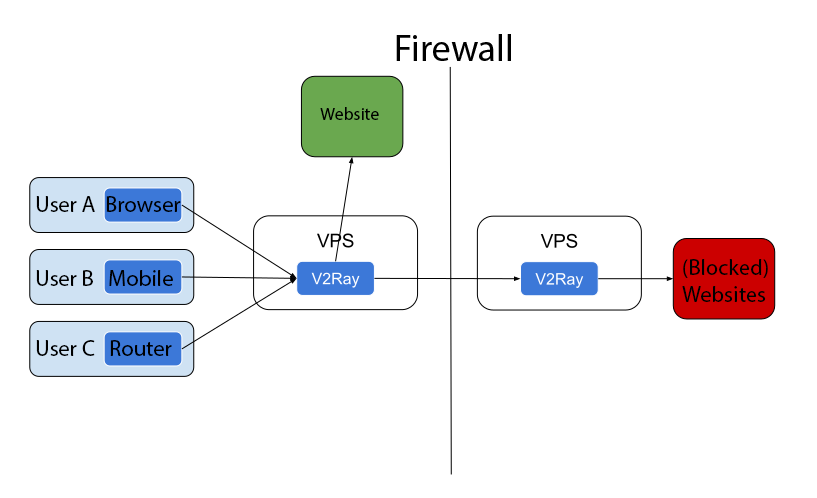 Firewall
Website
User A Browser
VPS
V2Ray
VPS
V2Ray
(Blocked)
Websites
User B Mobile
User C Router